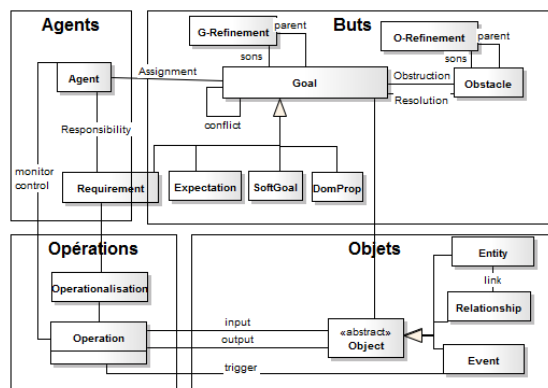 Agents
Buts
G-Refinement
parent
sons
O-Refinement
parent
sons
Agent
Assignment
Goal
Obstruction
Resolution
Obstacle
conflict
Responsibility
monitor
control
Requirement
Expectation
SoftGoal
DomProp
Opérations
Objets
Operationalisation
Entity
link
Relationship
Operation
input
output
«abstract»
Object
trigger
Event